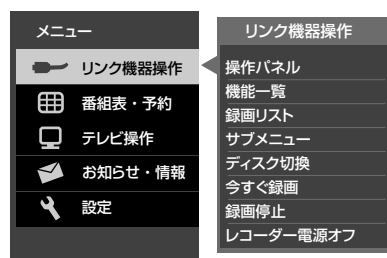 メニュー
リンク機器操作
番組表・予約
テレビ操作
お知らせ・情報
設定
リンク機器操作
操作パネル
機能一覧
録画リスト
サブメニュー
ディスク切換
今すぐ録画
録画停止
レコーダー電源オフ